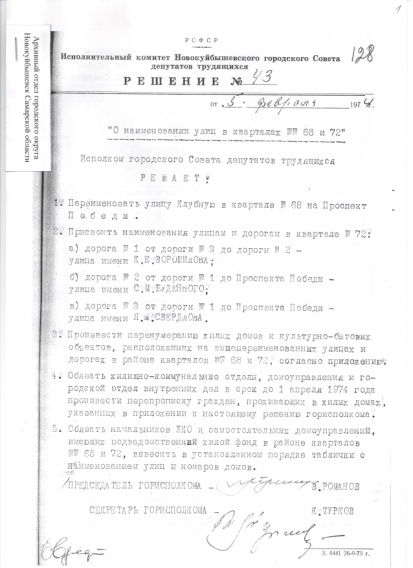 1
РСФСР
Исполнительный комитет Новокуйбышевского городского Совета
депутатов трудящихся
128
РЕШЕНИЕ № 43
от 5 февраля 1974
Архивный отдел городского округа
Новокуйбышевск Самарской области
"О наименовании улиц в кварталах №№ 68 и 72"
Исполком городского Совета депутатов трудящихся
РЕШАЕТ:
1. Переименовать улицу Клубную в квартале № 68 на Проспект
Победы.
2. Присвоить наименования улицам и дорогам в квартале № 72:
а) дорога № 1 от дороги № 3 до дороги № 2 –
улица имени К.Е.ВОРОШИЛОВА;
б) дорога № 2 от дороги № 1 до Проспекта Победы –
улица имени С.М.БУДЯНОГО;
в) дорога № 3 от дороги № 1 до Проспекта Победы –
улица имени Я.М.СВЕРДЛОВА.
3. Произвести перенумерацию жилых домов и культурно-бытовых
объектов, расположенных на вышепереименованных улицах и
дорогах в районе кварталов №№ 68 и 72, согласно приложению.
4. Обязать жилищно-коммунальные отделы, домоуправления и го-
родской отдел внутренних дел в срок до 1 апреля 1974 года
произвести перепрописку граждан, проживающих в жилых домах,
указанных в приложении к настоящему решению горисполкома.
5. Обязать начальников ЖКО и самостоятельных домоуправлений,
имеющих подведомственный жилой фонд в районе кварталов
№№ 68 и 72, вывесить в установленном порядке таблички с
наименованием улиц и номеров домов.
ПРЕДСЕДАТЕЛЬ ГОРИСПОЛКОМА – В.РОМАНОВ
СЕКРЕТАРЬ ГОРИСПОЛКОМА – К.ТУРКОВ
З. 6461 26-9-73 г.